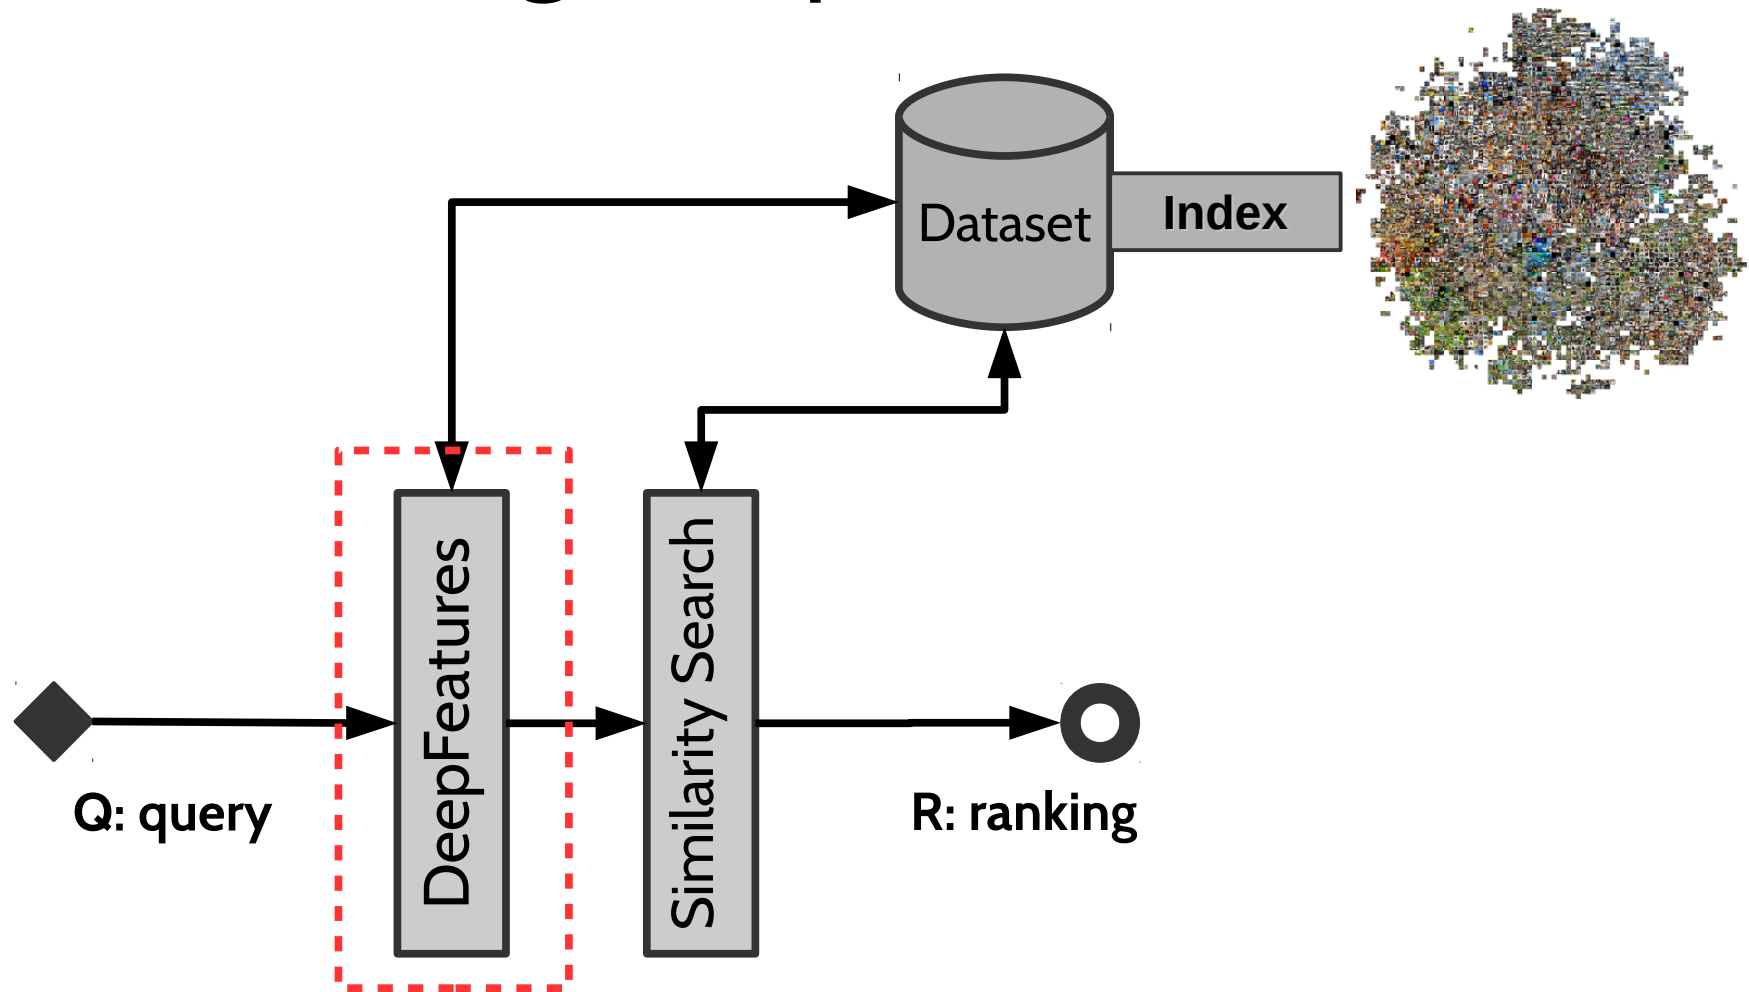 Dataset
Index
DeepFeatures
Similarity Search
Q: query
R: ranking